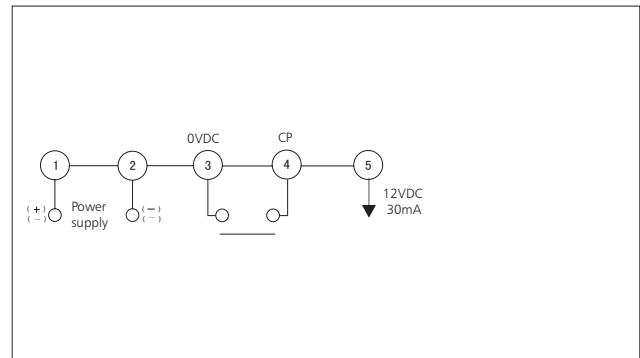 0VDC CP
1 2 3 4 5
12VDC
30mA
(+)
(~)
Power
supply
(−)
(~)